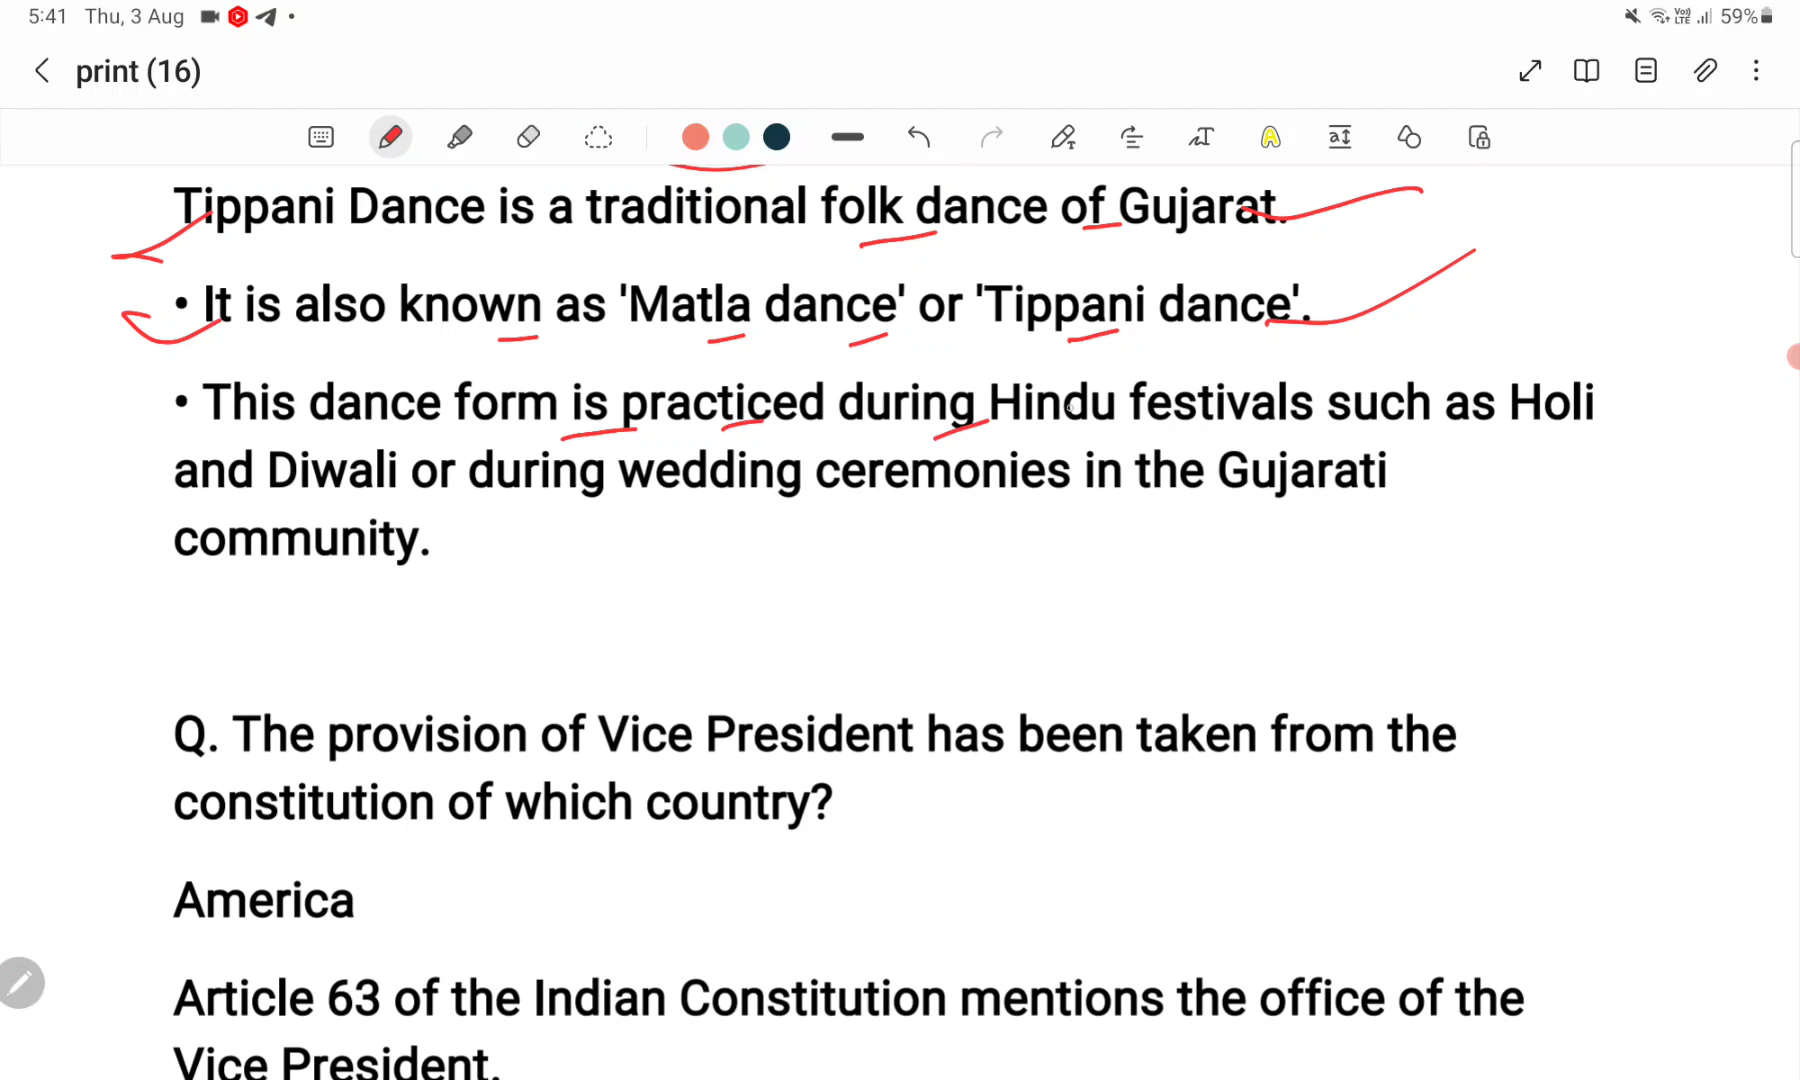 5:41 Thu, 3 Aug
Vo) LTE 59%
print (16)
Tippani Dance is a traditional folk dance of Gujarat.
• It is also known as 'Matla dance' or 'Tippani dance'.
• This dance form is practiced during Hindu festivals such as Holi
and Diwali or during wedding ceremonies in the Gujarati
community.
Q. The provision of Vice President has been taken from the
constitution of which country?
America
Article 63 of the Indian Constitution mentions the office of the
Vice President.